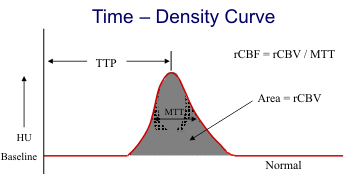 Time – Density Curve
TTP
rCBF = rCBV / MTT
Area = rCBV
MTT
HU
Baseline
Normal